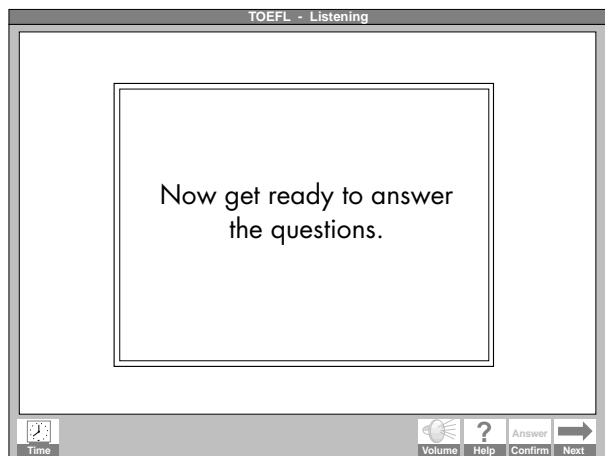 TOEFL - Listening
Now get ready to answer
the questions.
?
Answer
Time
Volume
Help
Confirm
Next